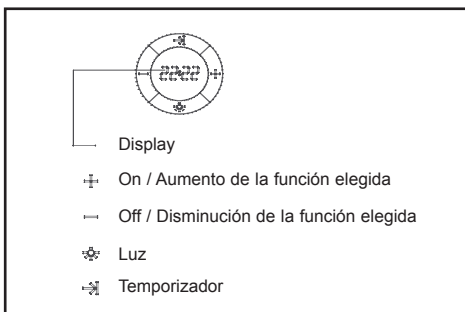 Display
On / Aumento de la función elegida
Off / Disminución de la función elegida
Luz
Temporizador